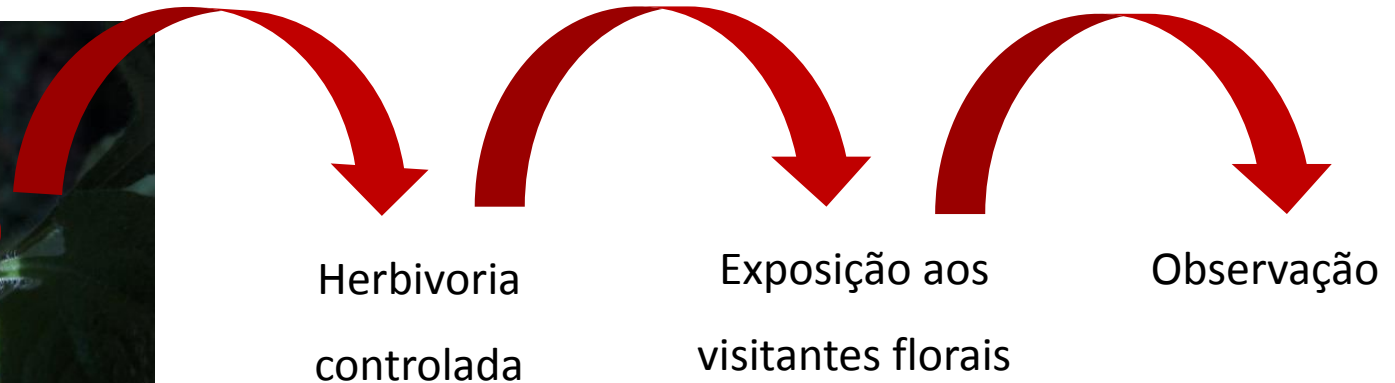 Herbivoria
controlada
Exposição aos
visitantes florais
Observação